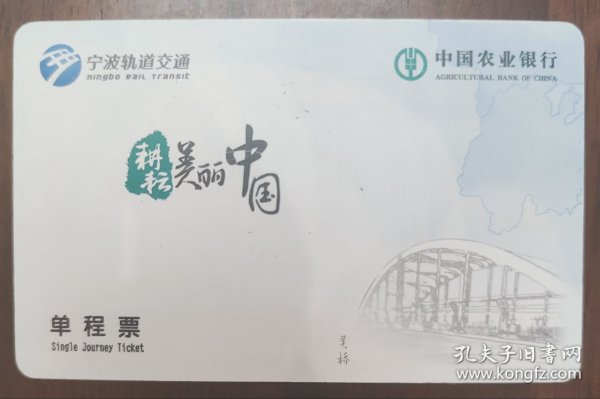 宁波轨道交通
Ningbo Rail Transit
中国农业银行
AGRICULTURAL BANK OF CHINA
耕耘美丽中国
单程票
Single Journey Ticket
孔夫子旧书网
www.kongfz.com